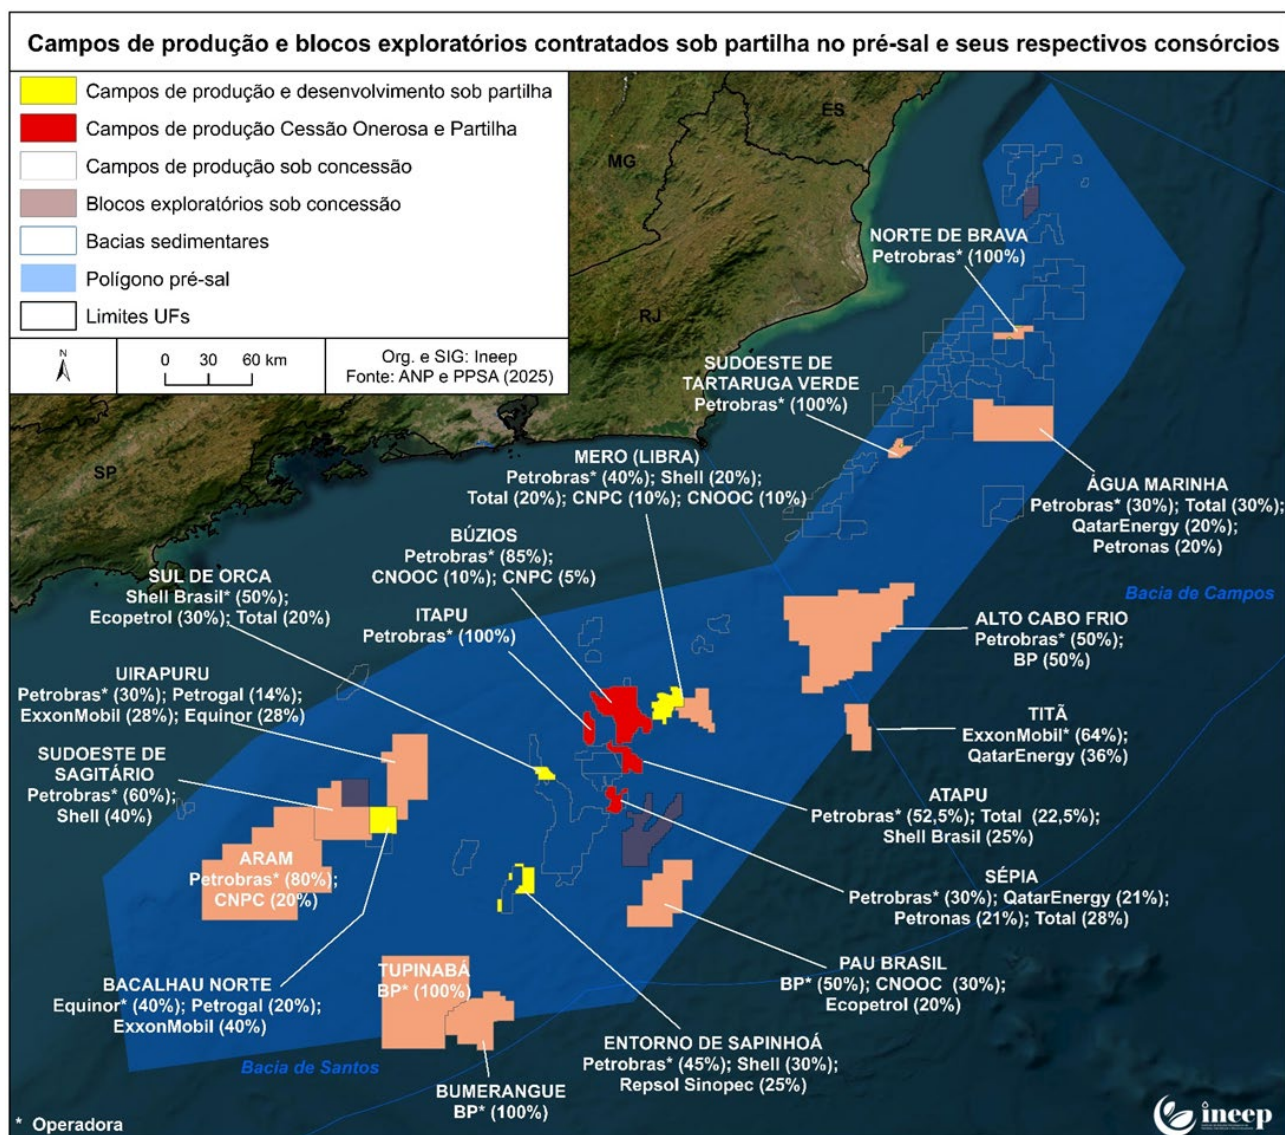 Campos de produção e blocos exploratórios contratados sob partilha no pré-sal e seus respectivos consórcios
Campos de produção e desenvolvimento sob partilha
Campos de produção Cessão Onerosa e Partilha
Campos de produção sob concessão
Blocos exploratórios sob concessão
Bacias sedimentares
Polígono pré-sal
Limites UFs
N
0 30 60 km
Org. e SIG: Ineep
Fonte: ANP e PPSA (2025)
ES
MG
RJ
SP
NORTE DE BRAVA
Petrobras* (100%)
SUDOESTE DE
TARTARUGA VERDE
Petrobras* (100%)
MERO (LIBRA)
Petrobras* (40%); Shell (20%);
Total (20%); CNPC (10%); CNOOC (10%)
ÁGUA MARINHA
Petrobras* (30%); Total (30%);
QatarEnergy (20%);
Petronas (20%)
BÚZIOS
Petrobras* (85%);
CNOOC (10%); CNPC (5%)
SUL DE ORCA
Shell Brasil* (50%);
Ecopetrol (30%); Total (20%)
Bacia de Campos
ITAPU
Petrobras* (100%)
ALTO CABO FRIO
Petrobras* (50%);
BP (50%)
UIRAPURU
Petrobras* (30%); Petrogal (14%);
ExxonMobil (28%); Equinor (28%)
TITÃ
ExxonMobil* (64%);
QatarEnergy (36%)
SUDOESTE DE
SAGITÁRIO
Petrobras* (60%);
Shell (40%)
ATAPU
Petrobras* (52,5%); Total (22,5%);
Shell Brasil (25%)
ARAM
Petrobras* (80%);
CNPC (20%)
SÉPIA
Petrobras* (30%); QatarEnergy (21%);
Petronas (21%); Total (28%)
PAU BRASIL
BP* (50%); CNOOC (30%);
Ecopetrol (20%)
TUPINABÁ
BP* (100%)
BACALHAU NORTE
Equinor* (40%); Petrogal (20%);
ExxonMobil (40%)
ENTORNO DE SAPINHOÁ
Petrobras* (45%); Shell (30%);
Repsol Sinopec (25%)
Bacia de Santos
BUMERANGUE
BP* (100%)
* Operadora
ineep